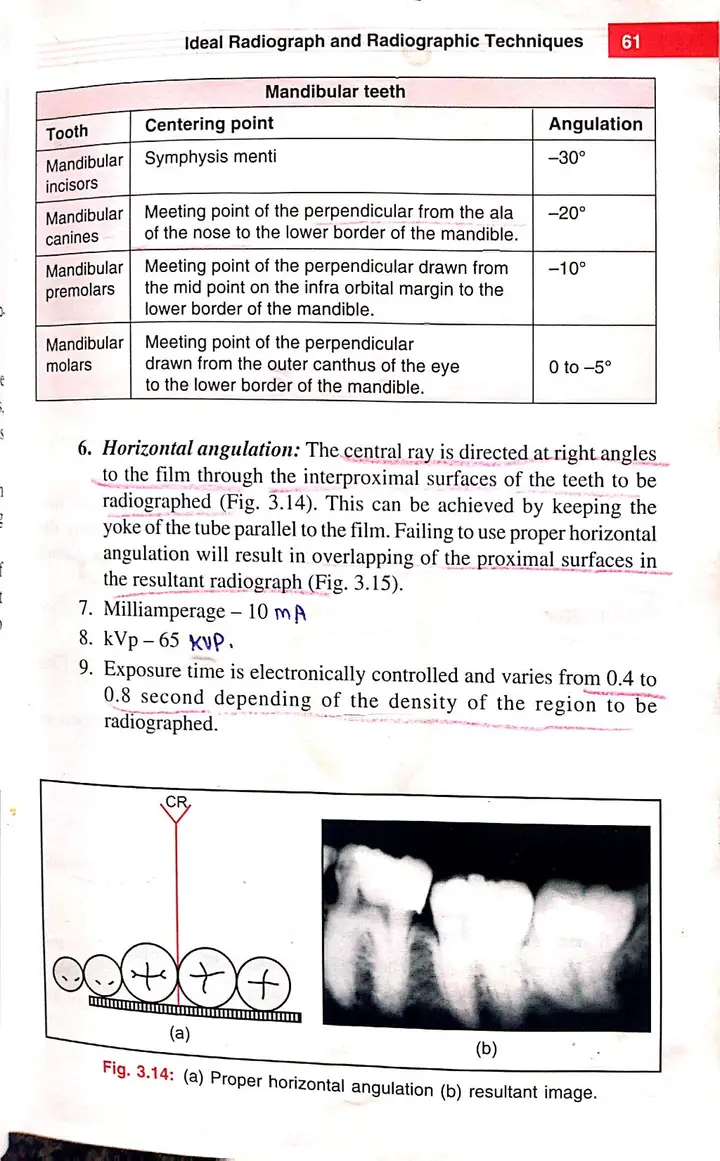 Ideal Radiograph and Radiographic Techniques 61
Mandibular teeth
Tooth Centering point Angulation
Mandibular Symphysis menti –30°
incisors
Mandibular Meeting point of the perpendicular from the ala –20°
canines of the nose to the lower border of the mandible.
Mandibular Meeting point of the perpendicular drawn from –10°
premolars the mid point on the infra orbital margin to the
lower border of the mandible.
Mandibular Meeting point of the perpendicular
molars drawn from the outer canthus of the eye 0 to –5°
to the lower border of the mandible.
6. Horizontal angulation: The central ray is directed at right angles
to the film through the interproximal surfaces of the teeth to be
radiographed (Fig. 3.14). This can be achieved by keeping the
yoke of the tube parallel to the film. Failing to use proper horizontal
angulation will result in overlapping of the proximal surfaces in
the resultant radiograph (Fig. 3.15).
7. Milliamperage – 10 mA
8. kVp – 65 KVP.
9. Exposure time is electronically controlled and varies from 0.4 to
0.8 second depending of the density of the region to be
radiographed.
CR
(a)
(b)
Fig. 3.14: (a) Proper horizontal angulation (b) resultant image.